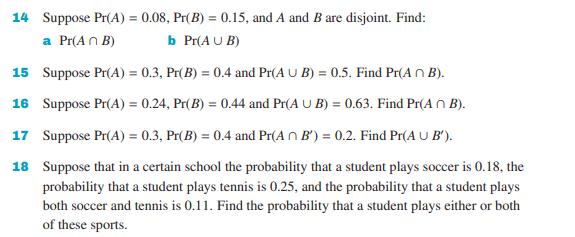 14 Suppose Pr(A) = 0.08, Pr(B) = 0.15, and A and B are disjoint. Find:
a Pr(A ∩ B) b Pr(A ∪ B)
15 Suppose Pr(A) = 0.3, Pr(B) = 0.4 and Pr(A ∪ B) = 0.5. Find Pr(A ∩ B).
16 Suppose Pr(A) = 0.24, Pr(B) = 0.44 and Pr(A ∪ B) = 0.63. Find Pr(A ∩ B).
17 Suppose Pr(A) = 0.3, Pr(B) = 0.4 and Pr(A ∩ B′) = 0.2. Find Pr(A ∪ B′).
18 Suppose that in a certain school the probability that a student plays soccer is 0.18, the
probability that a student plays tennis is 0.25, and the probability that a student plays
both soccer and tennis is 0.11. Find the probability that a student plays either or both
of these sports.